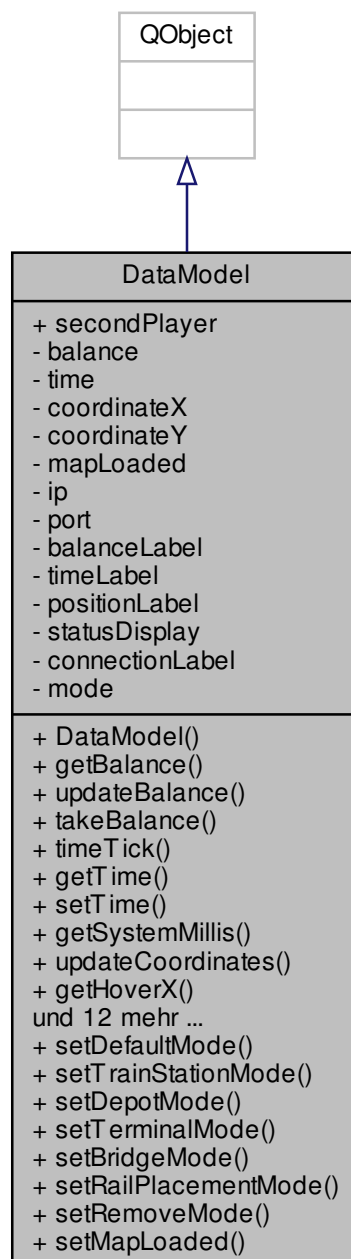 QObject
DataModel
+ secondPlayer
- balance
- time
- coordinateX
- coordinateY
- mapLoaded
- ip
- port
- balanceLabel
- timeLabel
- positionLabel
- statusDisplay
- connectionLabel
- mode
+ DataModel()
+ getBalance()
+ updateBalance()
+ takeBalance()
+ timeTick()
+ getTime()
+ setTime()
+ getSystemMillis()
+ updateCoordinates()
+ getHoverX()
und 12 mehr ...
+ setDefaultMode()
+ setTrainStationMode()
+ setDepotMode()
+ setTerminalMode()
+ setBridgeMode()
+ setRailPlacementMode()
+ setRemoveMode()
+ setMapLoaded()